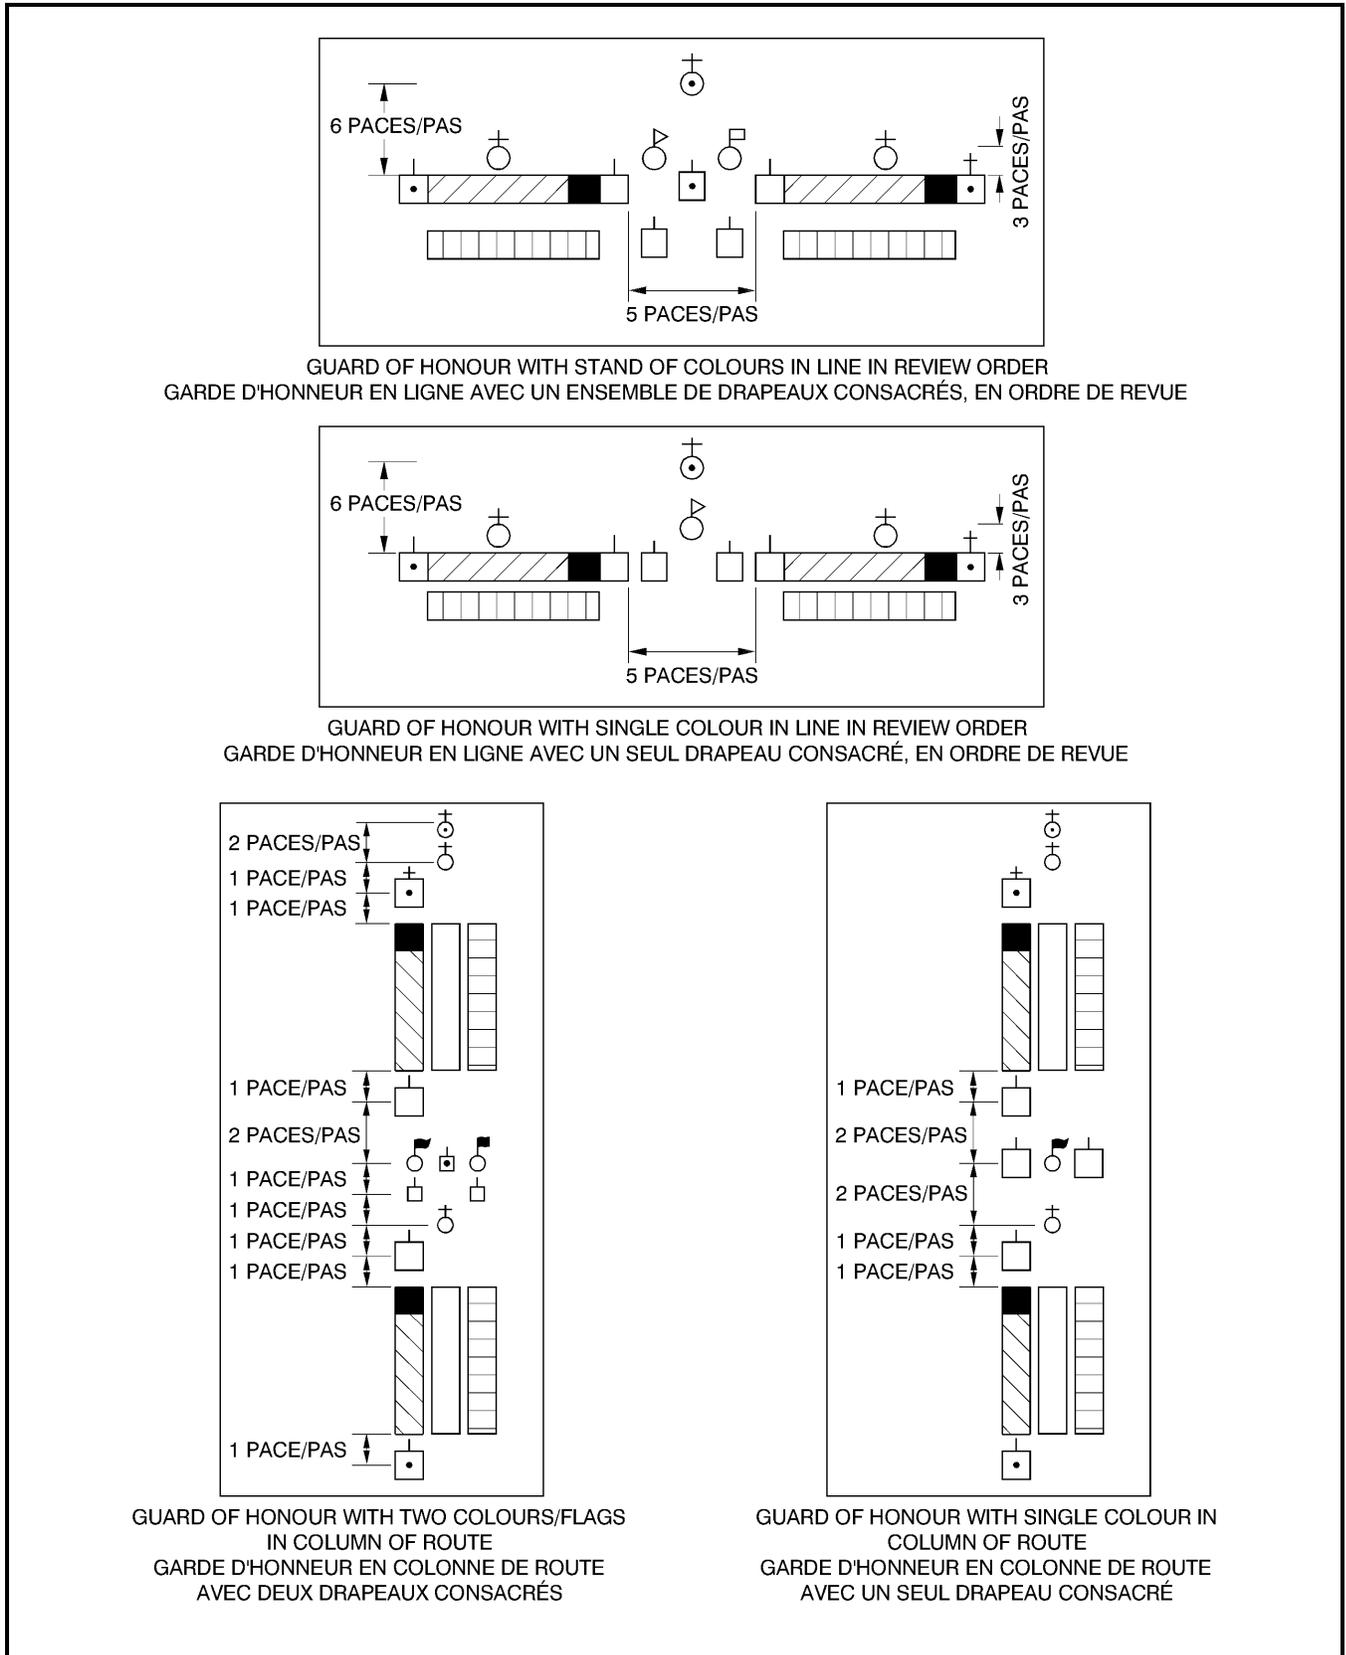 6 PACES/PAS
3 PACES/PAS
5 PACES/PAS
GUARD OF HONOUR WITH STAND OF COLOURS IN LINE IN REVIEW ORDER
GARDE D'HONNEUR EN LIGNE AVEC UN ENSEMBLE DE DRAPEAUX CONSACRÉS, EN ORDRE DE REVUE
6 PACES/PAS
3 PACES/PAS
5 PACES/PAS
GUARD OF HONOUR WITH SINGLE COLOUR IN LINE IN REVIEW ORDER
GARDE D'HONNEUR EN LIGNE AVEC UN SEUL DRAPEAU CONSACRÉ, EN ORDRE DE REVUE
2 PACES/PAS
1 PACE/PAS
1 PACE/PAS
1 PACE/PAS
2 PACES/PAS
1 PACE/PAS
1 PACE/PAS
1 PACE/PAS
1 PACE/PAS
1 PACE/PAS
GUARD OF HONOUR WITH TWO COLOURS/FLAGS
IN COLUMN OF ROUTE
GARDE D'HONNEUR EN COLONNE DE ROUTE
AVEC DEUX DRAPEAUX CONSACRÉS
1 PACE/PAS
2 PACES/PAS
2 PACES/PAS
1 PACE/PAS
1 PACE/PAS
GUARD OF HONOUR WITH SINGLE COLOUR IN
COLUMN OF ROUTE
GARDE D'HONNEUR EN COLONNE DE ROUTE
AVEC UN SEUL DRAPEAU CONSACRÉ